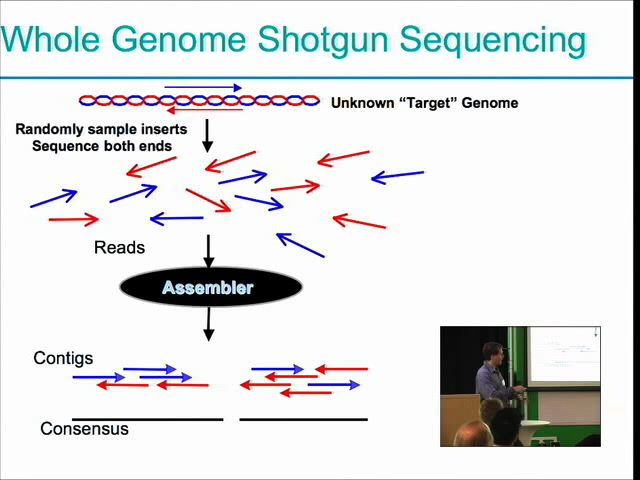 Whole Genome Shotgun Sequencing
Unknown “Target” Genome
Randomly sample inserts
Sequence both ends
Reads
Assembler
Contigs
Consensus